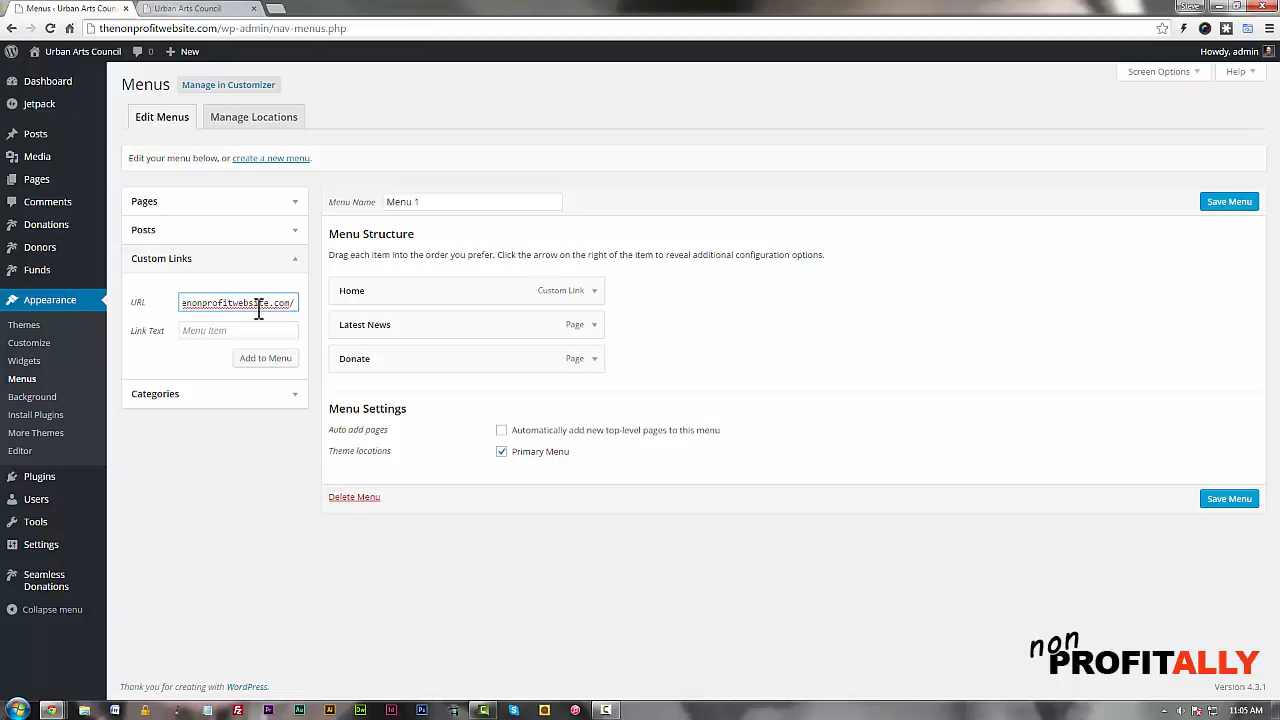 Menus ‹ Urban Arts Counc
Urban Arts Council
Steve
thenonprofitwebsite.com/wp-admin/nav-menus.php
Urban Arts Council
0
New
Howdy, admin
Screen Options
Help
Dashboard
Jetpack
Posts
Media
Pages
Comments
Donations
Donors
Funds
Appearance
Themes
Customize
Widgets
Menus
Background
Install Plugins
More Themes
Editor
Plugins
Users
Tools
Settings
Seamless
Donations
Collapse menu
Menus
Manage in Customizer
Edit Menus
Manage Locations
Edit your menu below, or create a new menu.
Pages
Posts
Custom Links
URL
enonprofitwebsite.com/
Link Text
Menu Item
Add to Menu
Categories
Menu Name
Menu 1
Save Menu
Menu Structure
Drag each item into the order you prefer. Click the arrow on the right of the item to reveal additional configuration options.
Home
Custom Link
Latest News
Page
Donate
Page
Menu Settings
Auto add pages
Automatically add new top-level pages to this menu
Theme locations
Primary Menu
Delete Menu
Save Menu
non
PROFITALLY
Thank you for creating with WordPress.
Version 4.3.1
11:05 AM